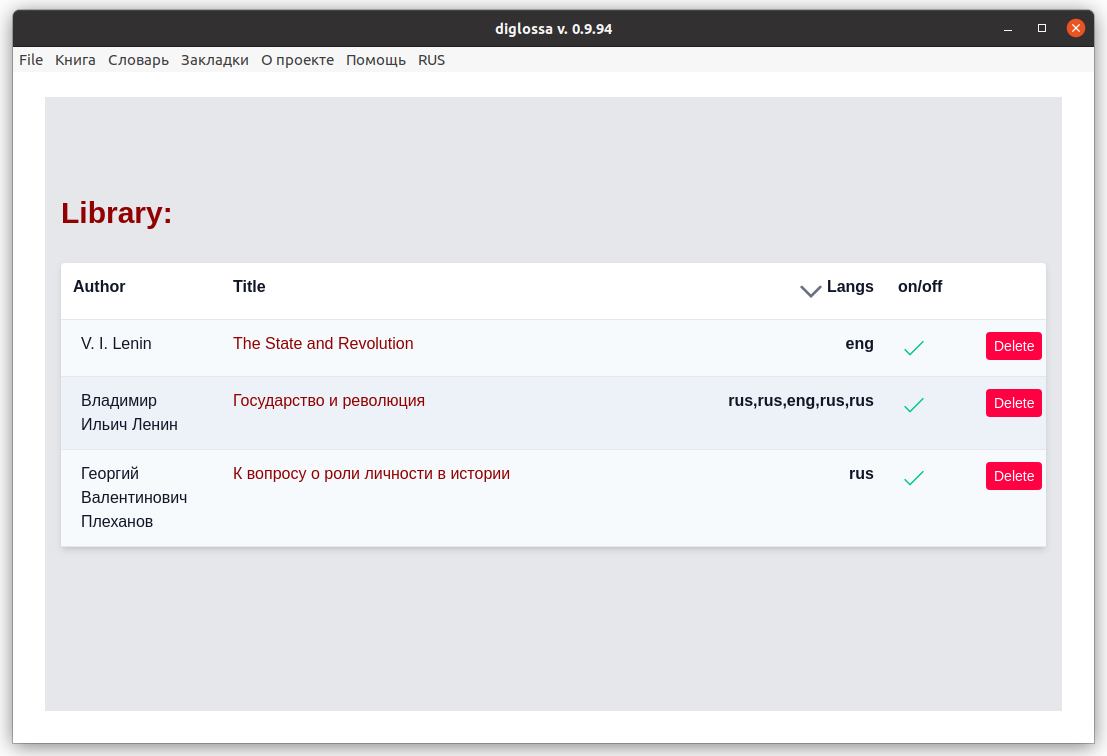 diglossa v. 0.9.94
File Книга Словарь Закладки О проекте Помощь RUS
Library:
Author Title Langs on/off
V. I. Lenin The State and Revolution eng Delete
Владимир Ильич Ленин Государство и революция rus,rus,eng,rus,rus Delete
Георгий Валентинович Плеханов К вопросу о роли личности в истории rus Delete